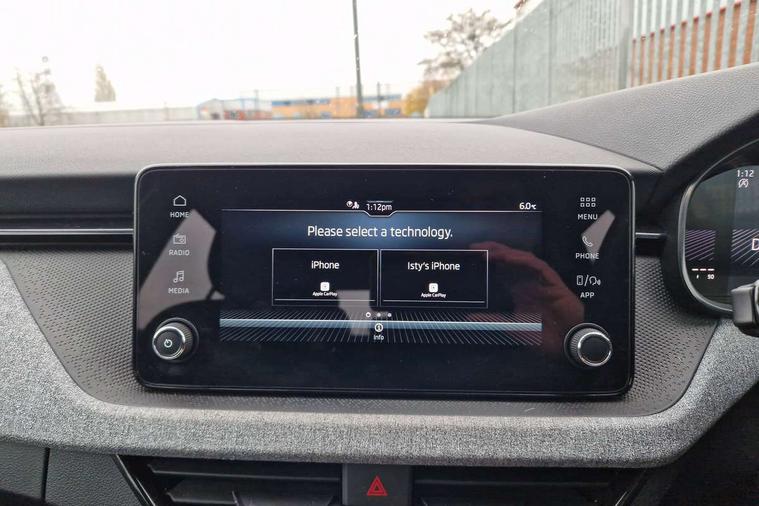 1:12pm
6.0°C
HOME
RADIO
MEDIA
Please select a technology.
iPhone
Apple CarPlay
Isty's iPhone
Apple CarPlay
Info
MENU
PHONE
APP
1:12
D
50